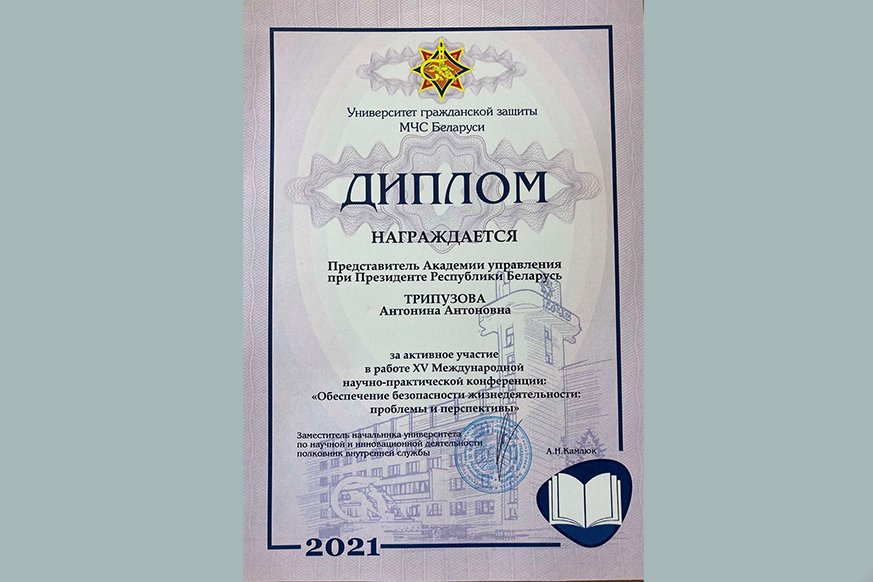 Университет гражданской защиты
МЧС Беларуси
ДИПЛОМ
НАГРАЖДАЕТСЯ
Представитель Академии управления
при Президенте Республики Беларусь
ТРИПУЗОВА
Антонина Антоновна
за активное участие
в работе XV Международной
научно-практической конференции:
«Обеспечение безопасности жизнедеятельности:
проблемы и перспективы»
Заместитель начальника университета
по научной и инновационной деятельности
полковник внутренней службы
А.Н.Камлюк
2021